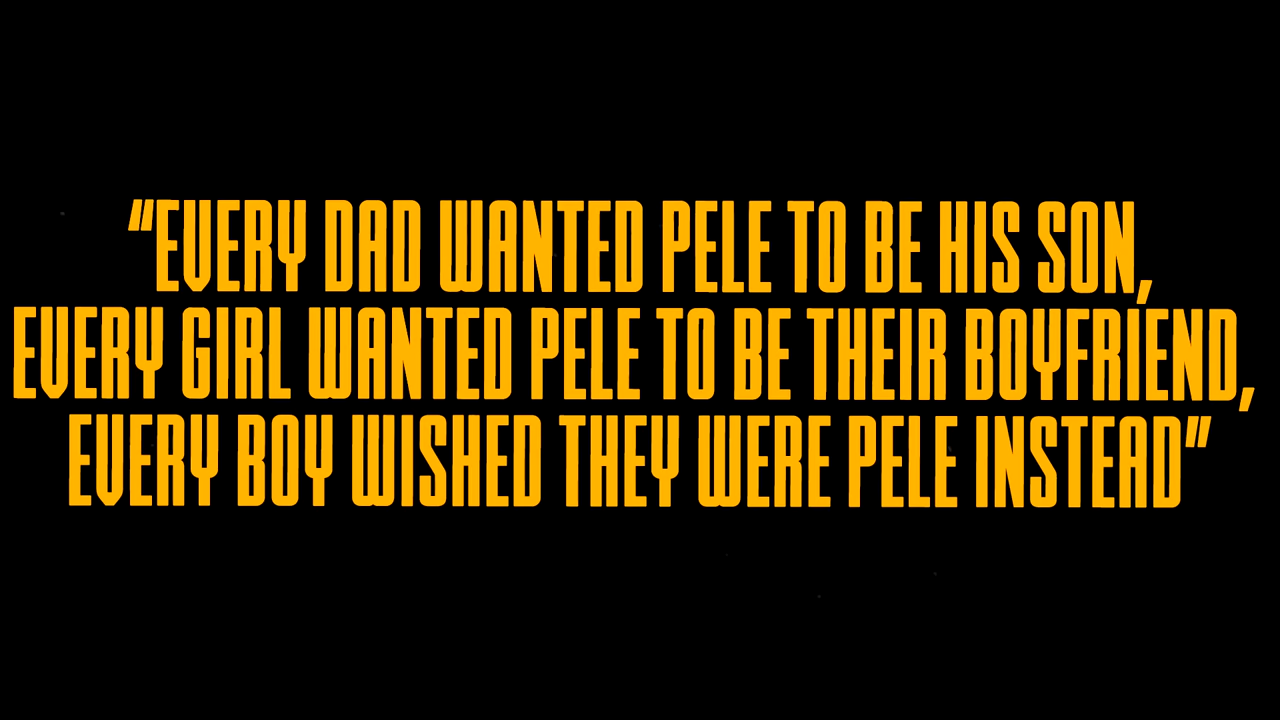 “EVERY DAD WANTED PELE TO BE HIS SON,
EVERY GIRL WANTED PELE TO BE THEIR BOYFRIEND,
EVERY BOY WISHED THEY WERE PELE INSTEAD”